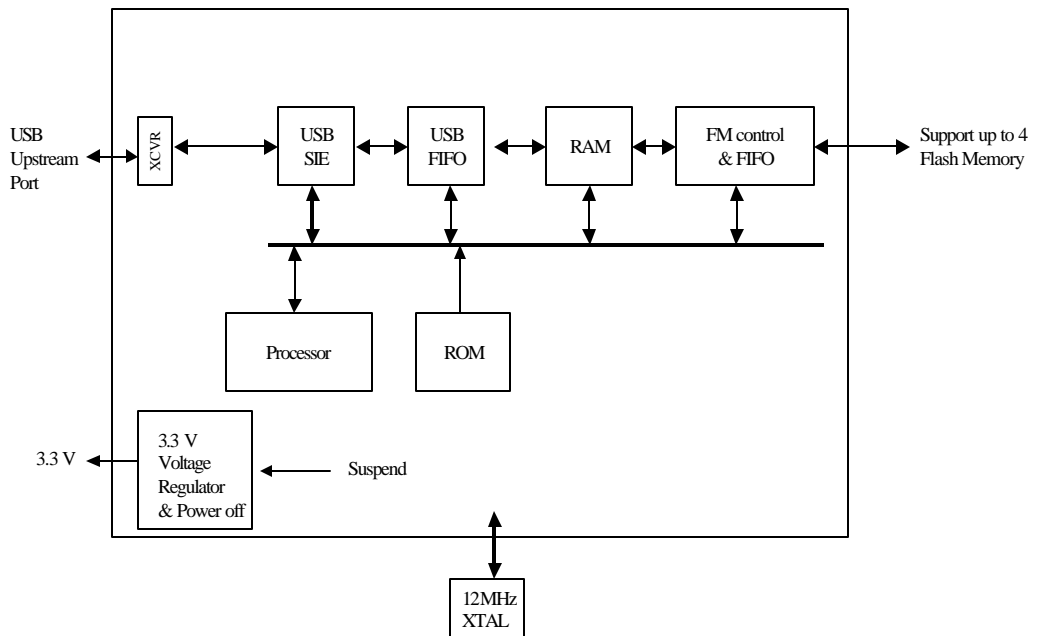 USB
Upstream
Port
XCVR
USB
SIE
USB
FIFO
RAM
FM control
& FIFO
Support up to 4
Flash Memory
Processor
ROM
3.3 V
3.3 V
Voltage
Regulator
& Power off
Suspend
12MHz
XTAL